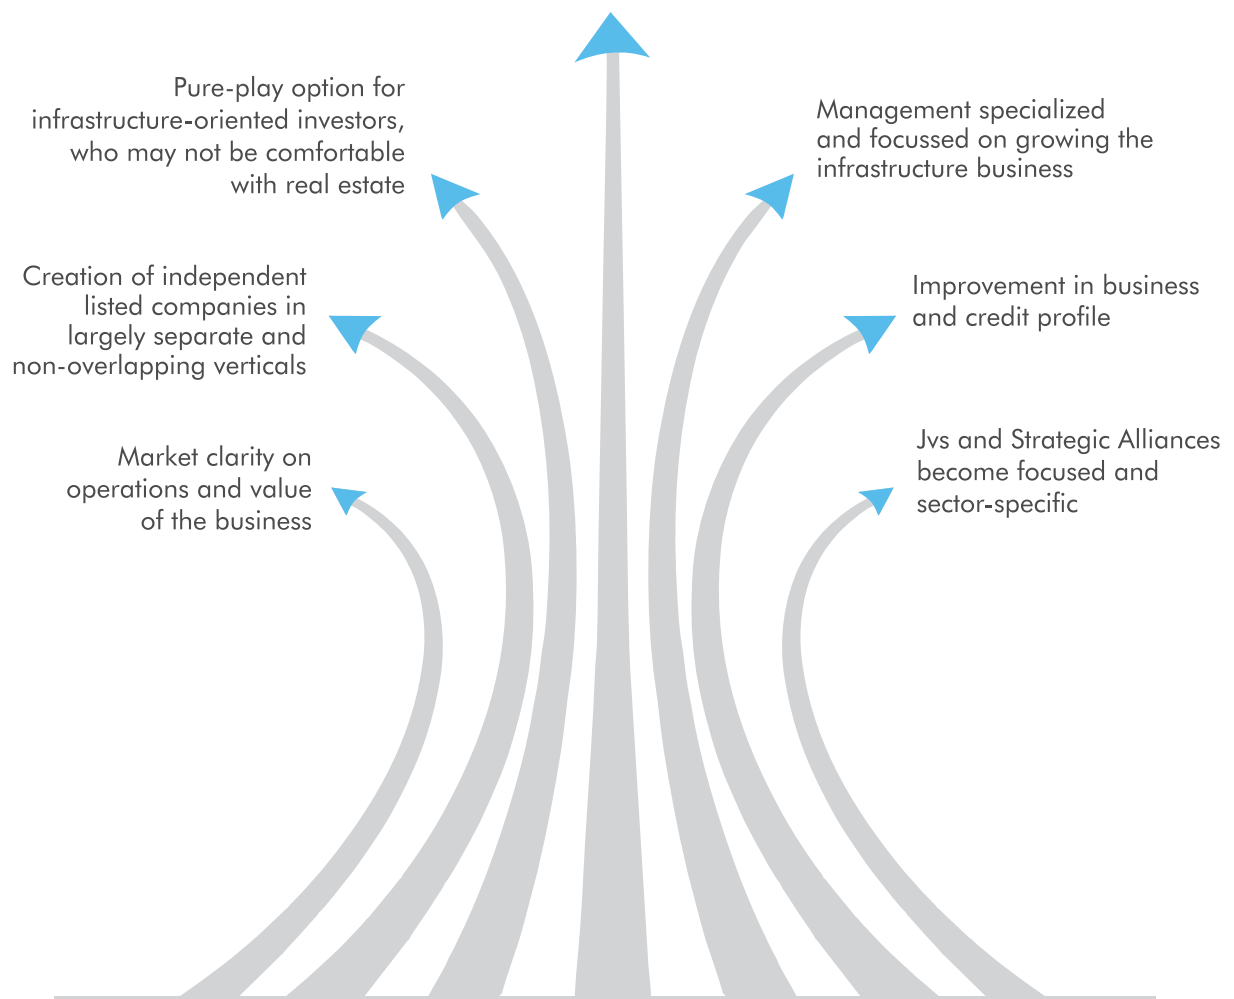 Pure-play option for
infrastructure-oriented investors,
who may not be comfortable
with real estate
Creation of independent
listed companies in
largely separate and
non-overlapping verticals
Market clarity on
operations and value
of the business
Management specialized
and focussed on growing the
infrastructure business
Improvement in business
and credit profile
Jvs and Strategic Alliances
become focused and
sector-specific